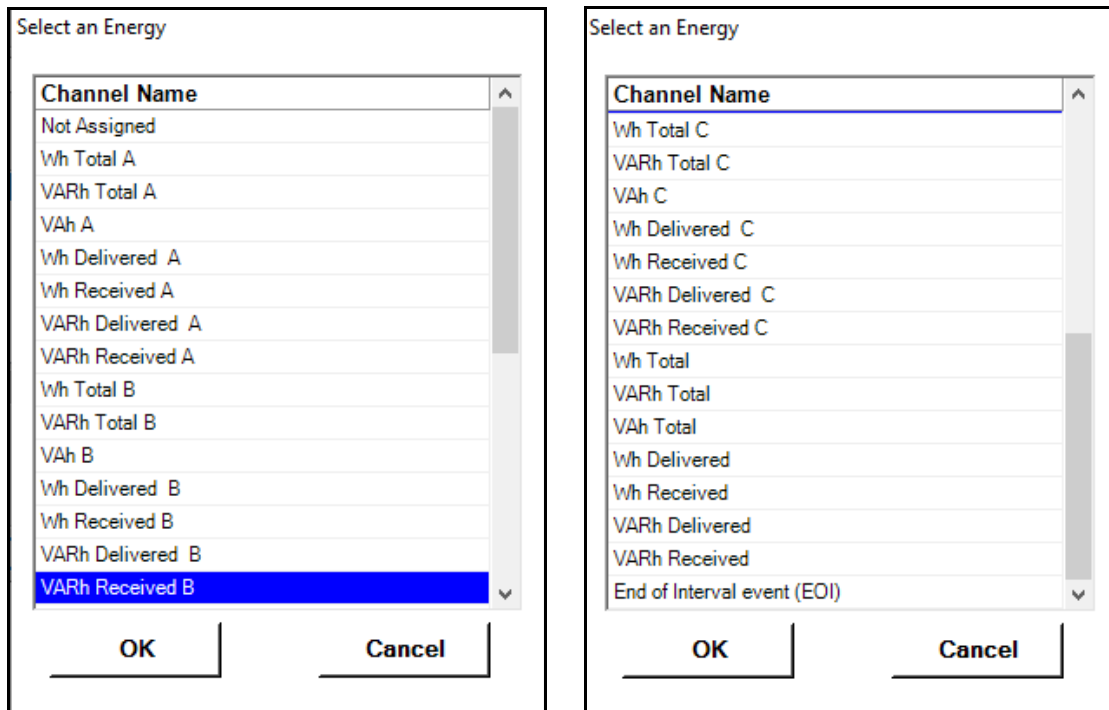 Select an Energy
Channel Name
Not Assigned
Wh Total A
VARh Total A
VAh A
Wh Delivered  A
Wh Received A
VARh Delivered  A
VARh Received A
Wh Total B
VARh Total B
VAh B
Wh Delivered  B
Wh Received B
VARh Delivered  B
VARh Received B
OK
Cancel
Select an Energy
Channel Name
Wh Total C
VARh Total C
VAh C
Wh Delivered  C
Wh Received C
VARh Delivered  C
VARh Received C
Wh Total
VARh Total
VAh Total
Wh Delivered
Wh Received
VARh Delivered
VARh Received
End of Interval event (EOI)
OK
Cancel